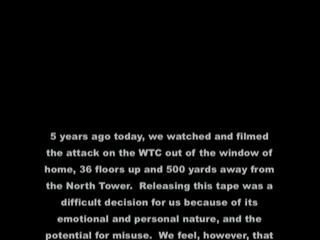 5 years ago today, we watched and filmed
the attack on the WTC out of the window of
home, 36 floors up and 500 yards away from
the North Tower.  Releasing this tape was a
difficult decision for us because of its
emotional and personal nature, and the
potential for misuse.  We feel, however, that